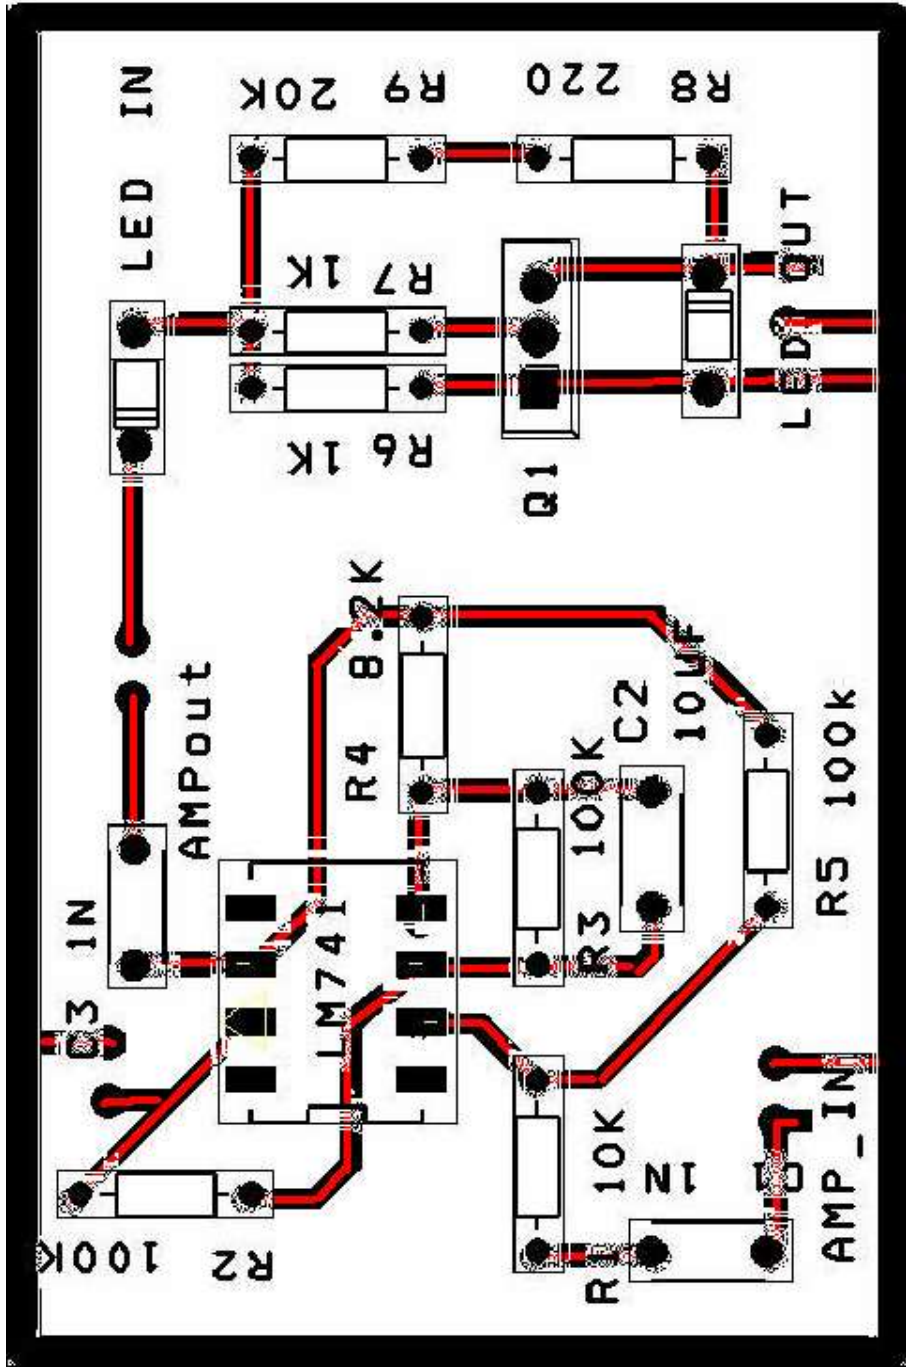 20K R9 220 R8
LED IN
1K R7
LED OUT
1K R6
Q1
8.2K
R4
AMPout
C2
10UF
100K
R3
R5 100k
1N
LM741
10K
1N
AMP_IN
100K R2
R